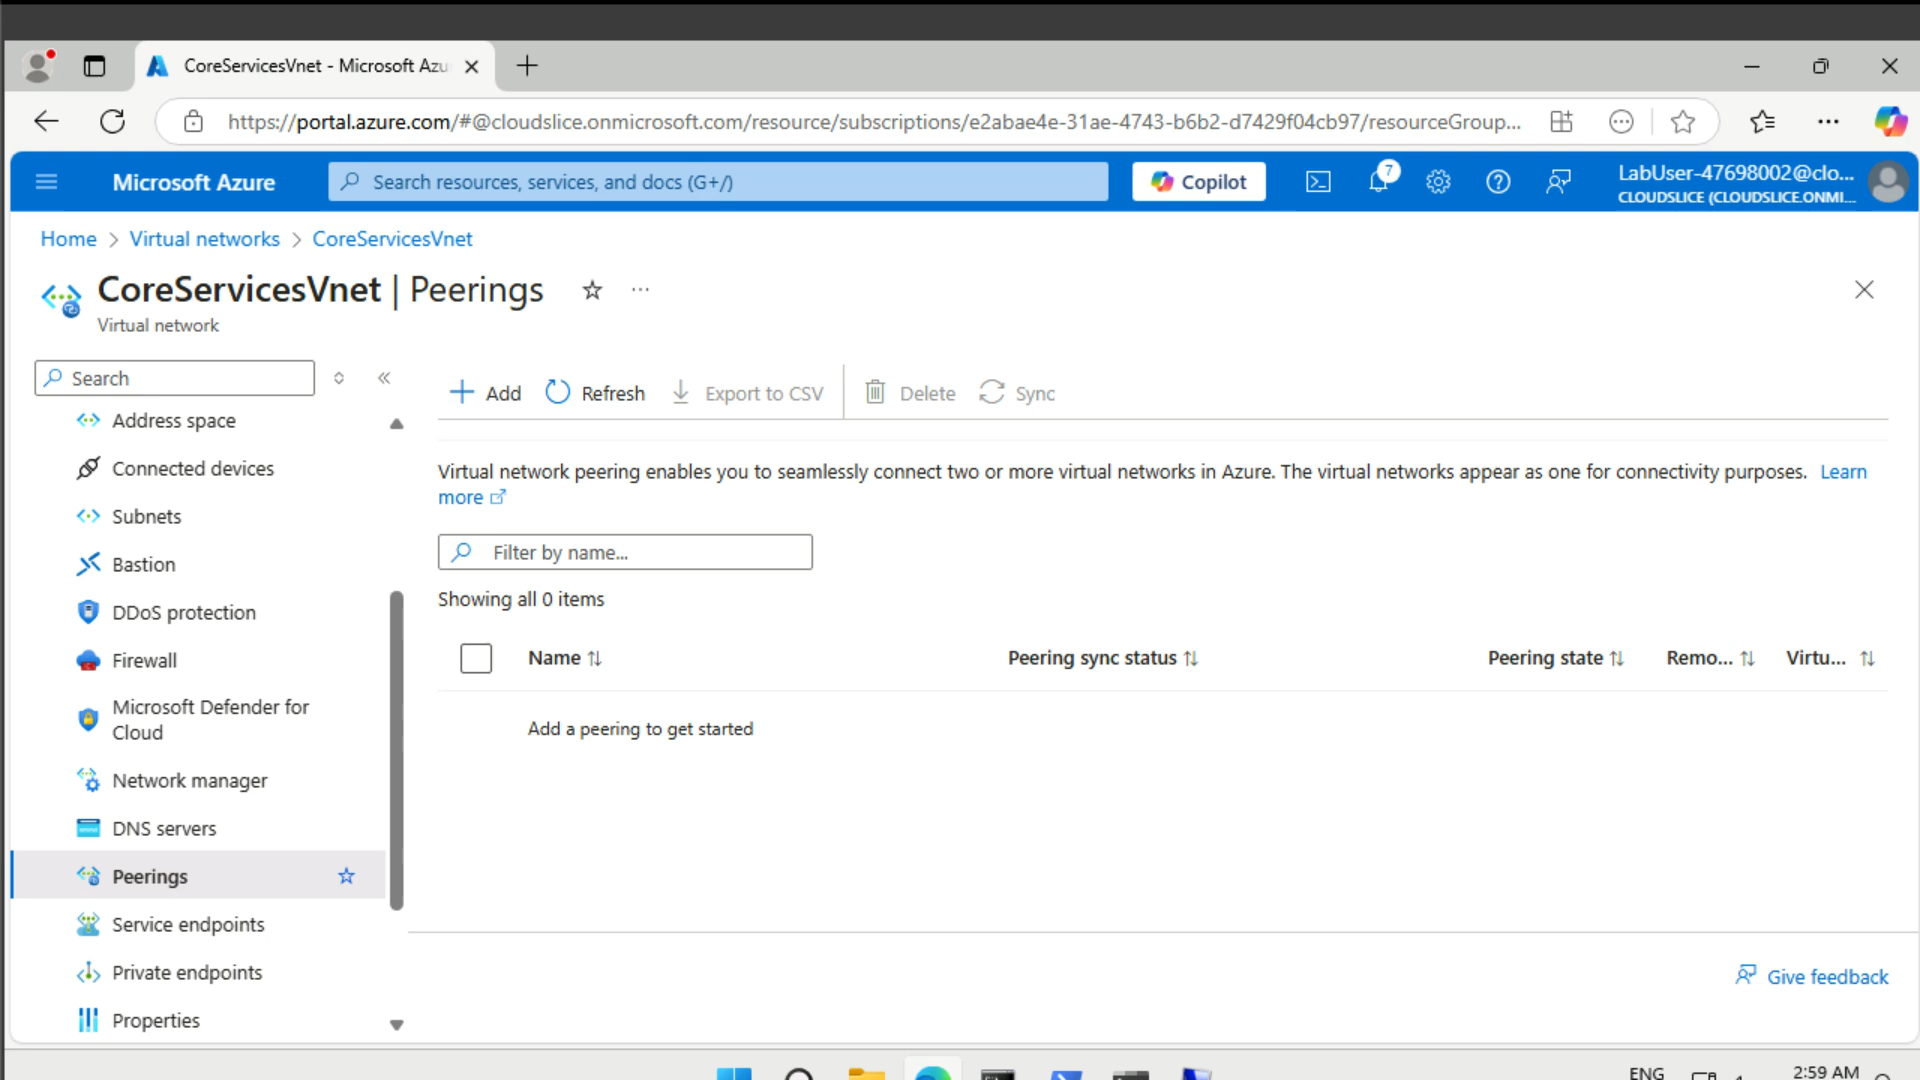 CoreServicesVnet - Microsoft Azu
https://portal.azure.com/#@cloudslice.onmicrosoft.com/resource/subscriptions/e2abae4e-31ae-4743-b6b2-d7429f04cb97/resourceGroup...
Microsoft Azure
Search resources, services, and docs (G+/)
Copilot
7
LabUser-47698002@clo...
CLOUDSLICE (CLOUDSLICE.ONMI...
Home > Virtual networks > CoreServicesVnet
CoreServicesVnet | Peerings
Virtual network
Search
Address space
Connected devices
Subnets
Bastion
DDoS protection
Firewall
Microsoft Defender for
Cloud
Network manager
DNS servers
Peerings
Service endpoints
Private endpoints
Properties
Add
Refresh
Export to CSV
Delete
Sync
Virtual network peering enables you to seamlessly connect two or more virtual networks in Azure. The virtual networks appear as one for connectivity purposes. Learn
more
Filter by name...
Showing all 0 items
Name
Peering sync status
Peering state
Remo...
Virtu...
Add a peering to get started
Give feedback
ENG
2:59 AM